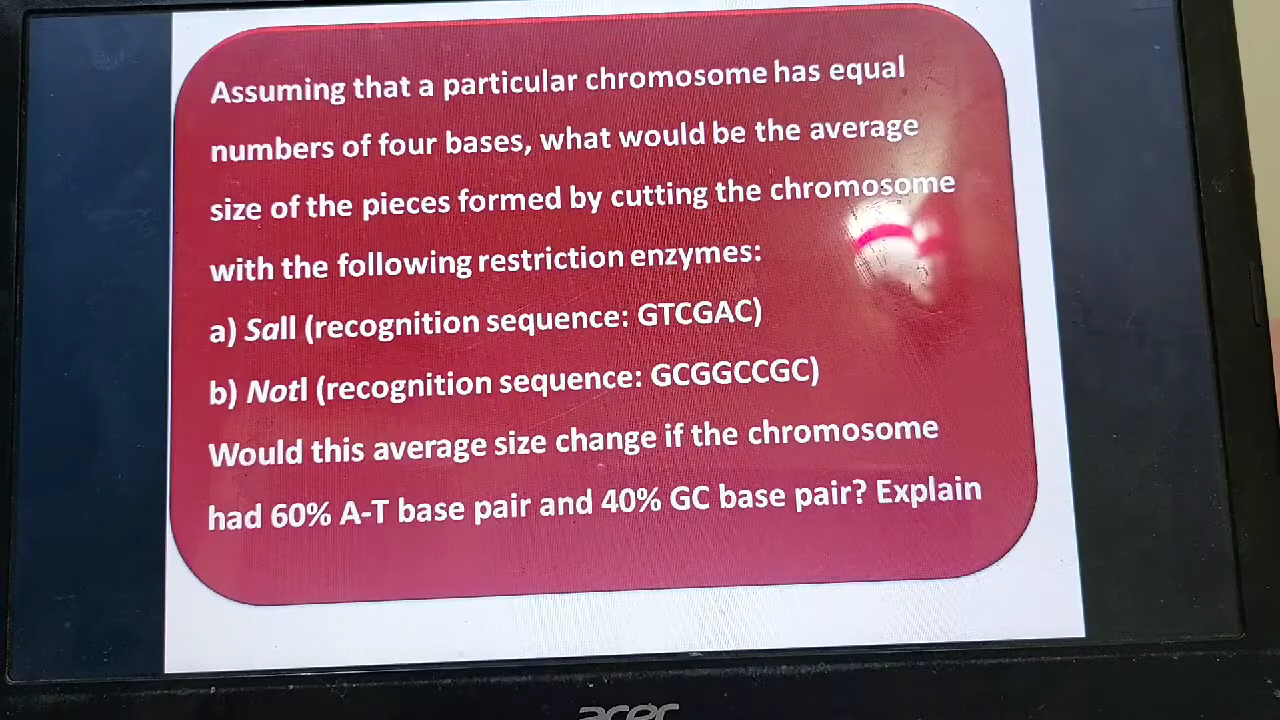 Assuming that a particular chromosome has equal
numbers of four bases, what would be the average
size of the pieces formed by cutting the chromosome
with the following restriction enzymes:
a) SalI (recognition sequence: GTCGAC)
b) NotI (recognition sequence: GCGGCCGC)
Would this average size change if the chromosome
had 60% A-T base pair and 40% GC base pair? Explain
acer